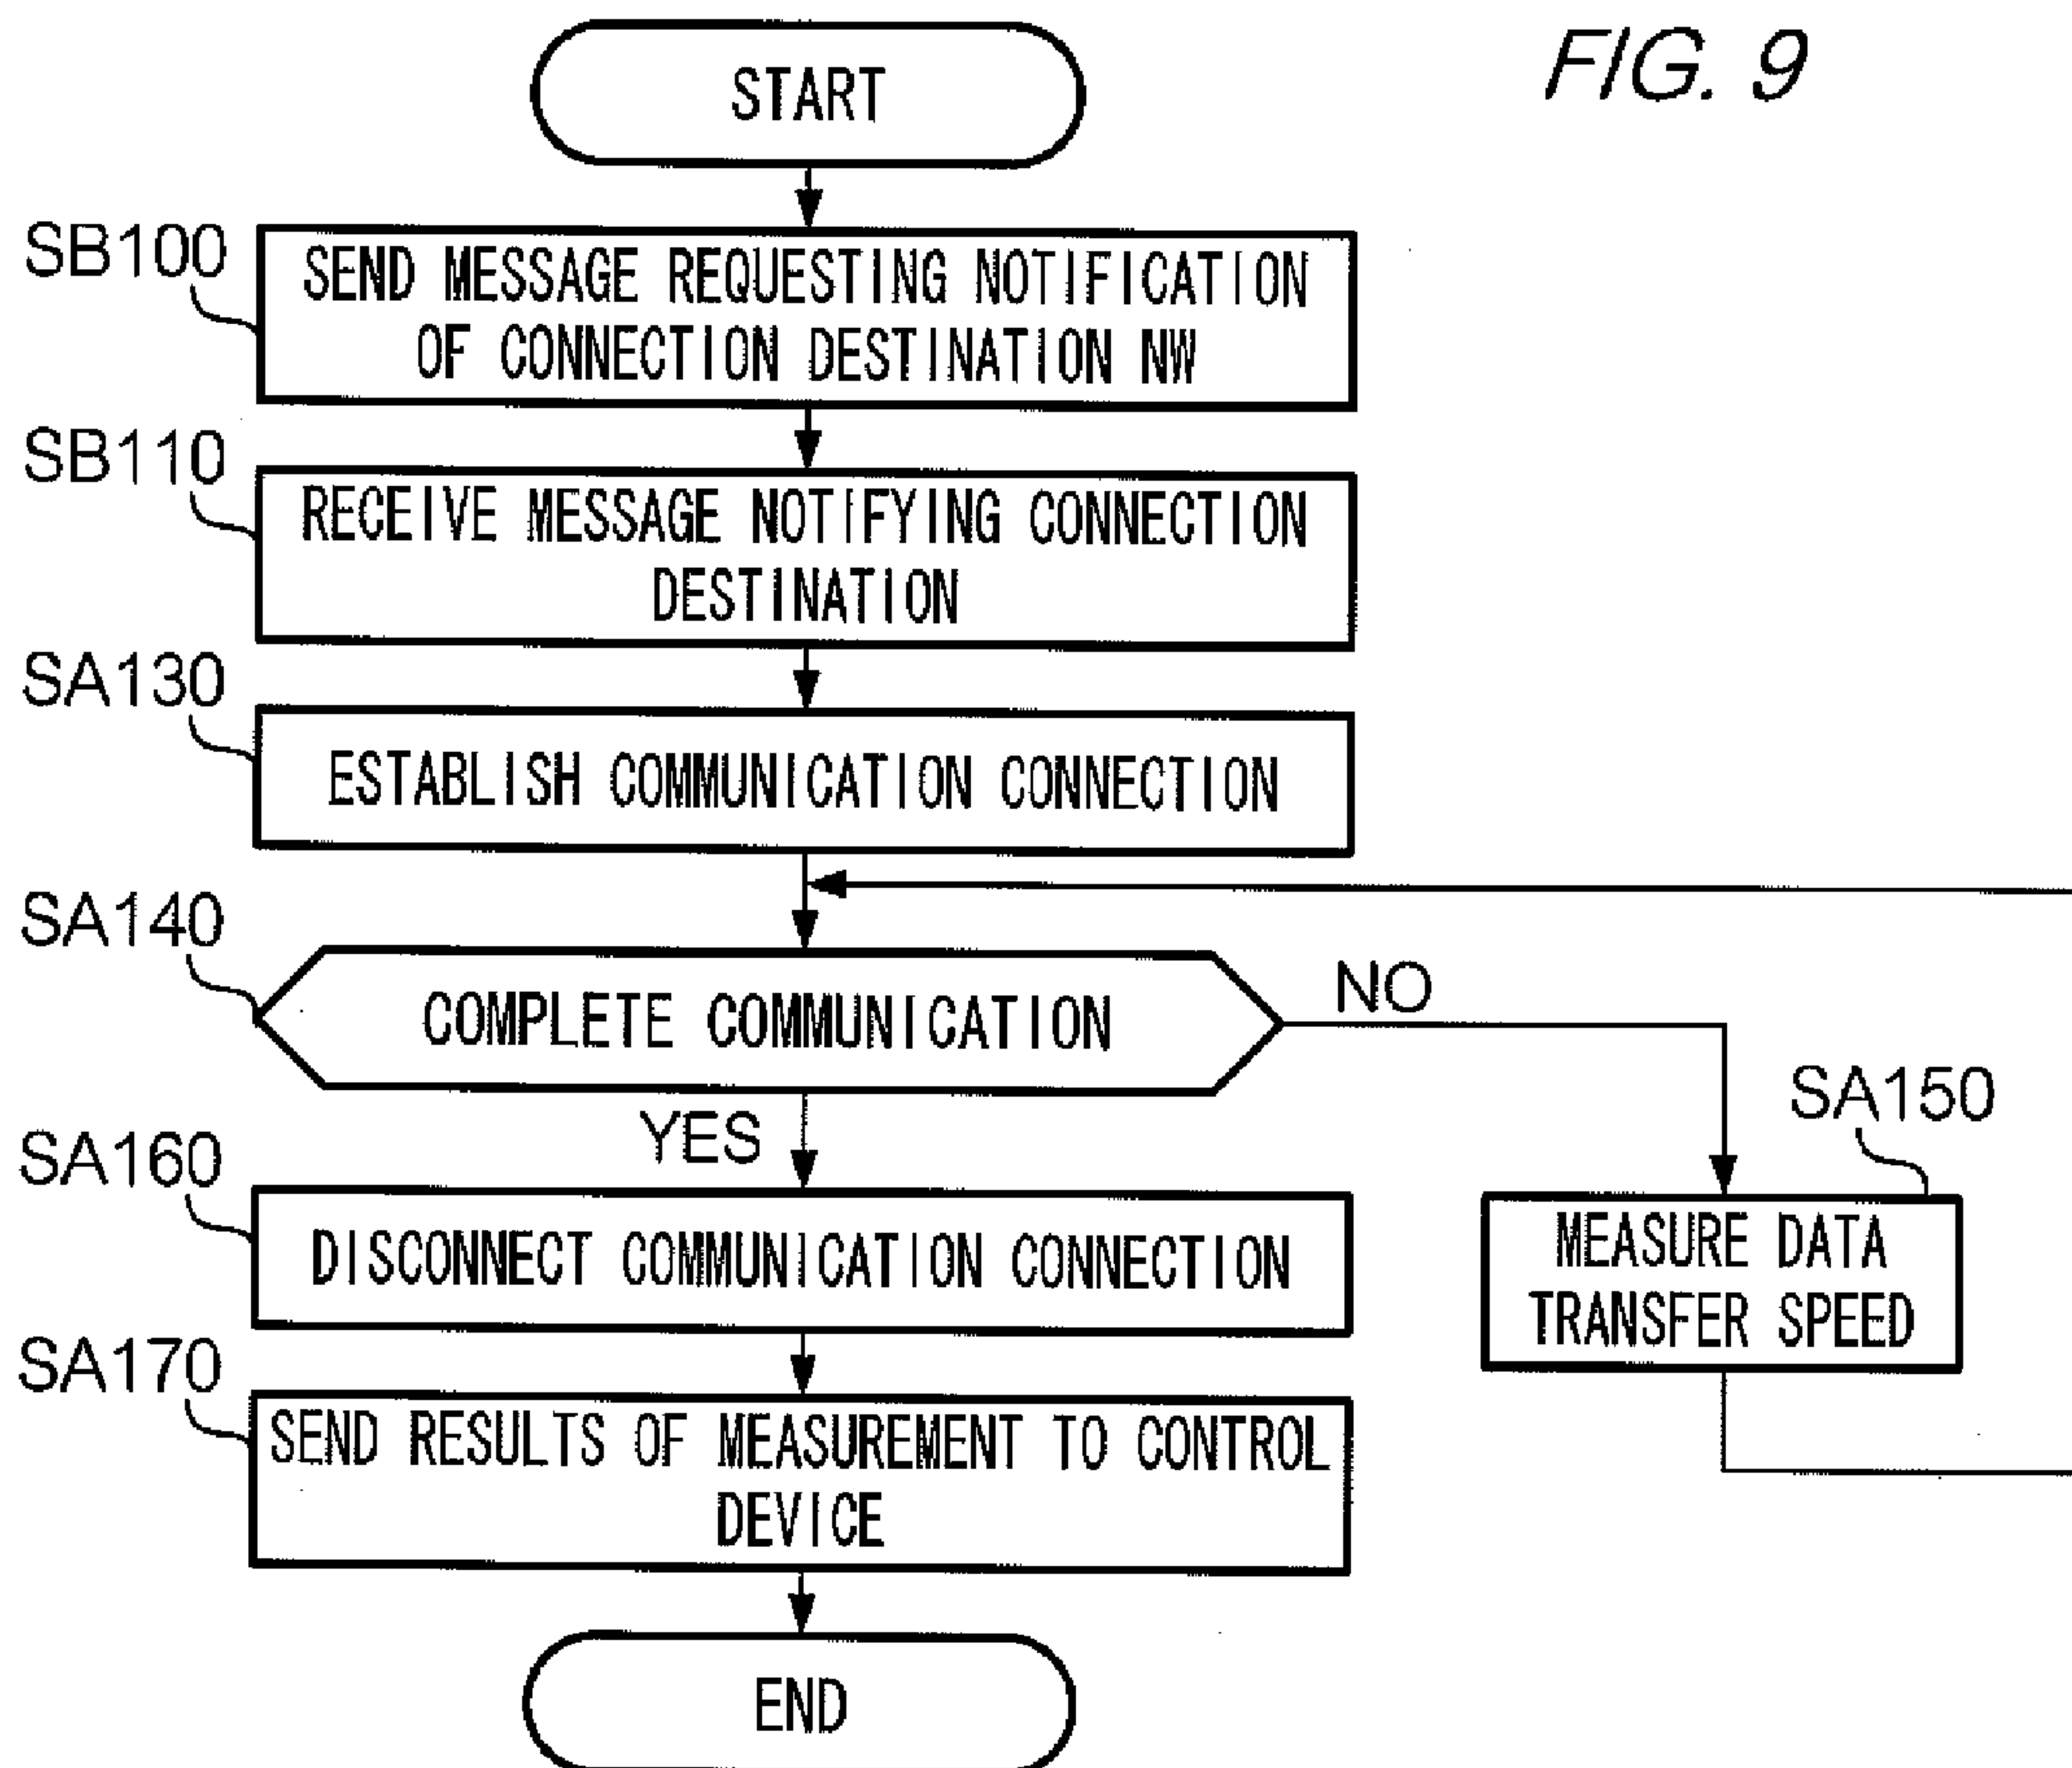 FIG. 9
START
SB100
SEND MESSAGE REQUESTING NOTIFICATION
OF CONNECTION DESTINATION NW
SB110
RECEIVE MESSAGE NOTIFYING CONNECTION
DESTINATION
SA130
ESTABLISH COMMUNICATION CONNECTION
SA140
COMPLETE COMMUNICATION
NO
YES
SA150
MEASURE DATA
TRANSFER SPEED
SA160
DISCONNECT COMMUNICATION CONNECTION
SA170
SEND RESULTS OF MEASUREMENT TO CONTROL
DEVICE
END